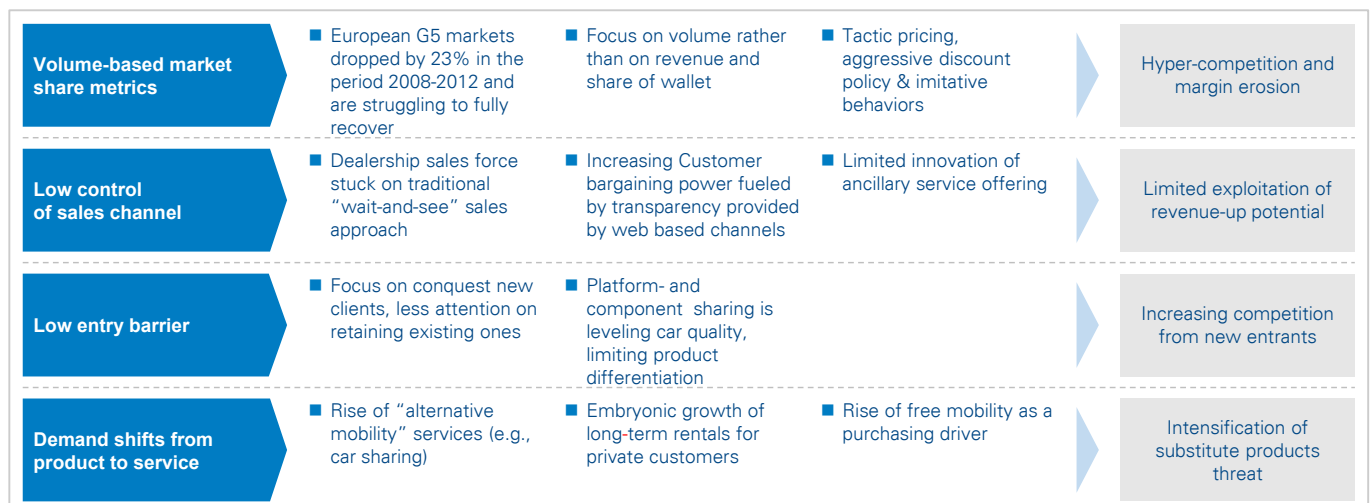 Volume-based market
share metrics
■ European G5 markets
dropped by 23% in the
period 2008-2012 and
are struggling to fully
recover
■ Focus on volume rather
than on revenue and
share of wallet
■ Tactic pricing,
aggressive discount
policy & imitative
behaviors
Hyper-competition and
margin erosion
Low control
of sales channel
■ Dealership sales force
stuck on traditional
“wait-and-see” sales
approach
■ Increasing Customer
bargaining power fueled
by transparency provided
by web based channels
■ Limited innovation of
ancillary service offering
Limited exploitation of
revenue-up potential
Low entry barrier
■ Focus on conquest new
clients, less attention on
retaining existing ones
■ Platform- and
component sharing is
leveling car quality,
limiting product
differentiation
Increasing competition
from new entrants
Demand shifts from
product to service
■ Rise of “alternative
mobility” services (e.g.,
car sharing)
■ Embryonic growth of
long-term rentals for
private customers
■ Rise of free mobility as a
purchasing driver
Intensification of
substitute products
threat